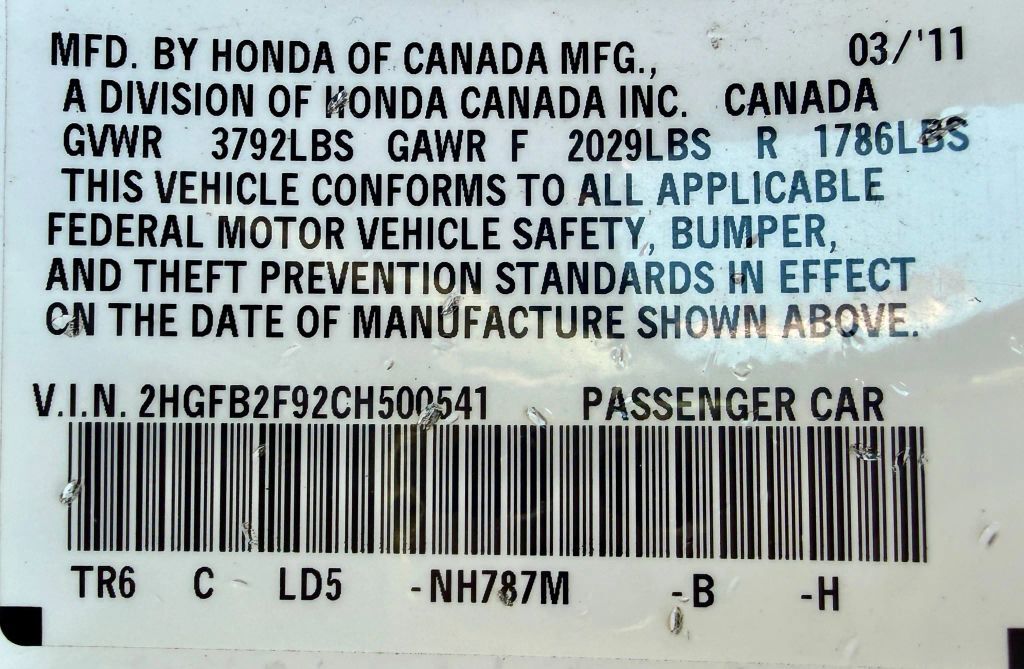 MFD. BY HONDA OF CANADA MFG., 03/'11
A DIVISION OF HONDA CANADA INC. CANADA
GVWR 3792LBS GAWR F 2029LBS R 1786LBS
THIS VEHICLE CONFORMS TO ALL APPLICABLE
FEDERAL MOTOR VEHICLE SAFETY, BUMPER,
AND THEFT PREVENTION STANDARDS IN EFFECT
ON THE DATE OF MANUFACTURE SHOWN ABOVE.
V.I.N. 2HGFB2F92CH500541 PASSENGER CAR
TR6 C LD5 -NH787M -B -H